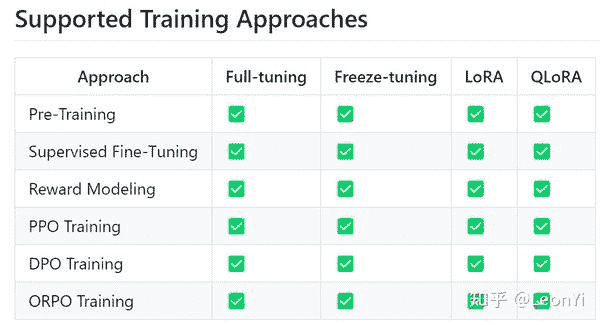 Supported Training Approaches
Approach Full-tuning Freeze-tuning LoRA QLoRA
Pre-Training ✅ ✅ ✅ ✅
Supervised Fine-Tuning ✅ ✅ ✅ ✅
Reward Modeling ✅ ✅ ✅ ✅
PPO Training ✅ ✅ ✅ ✅
DPO Training ✅ ✅ ✅ ✅
ORPO Training ✅ ✅ ✅ ✅
知乎 @LeonYi